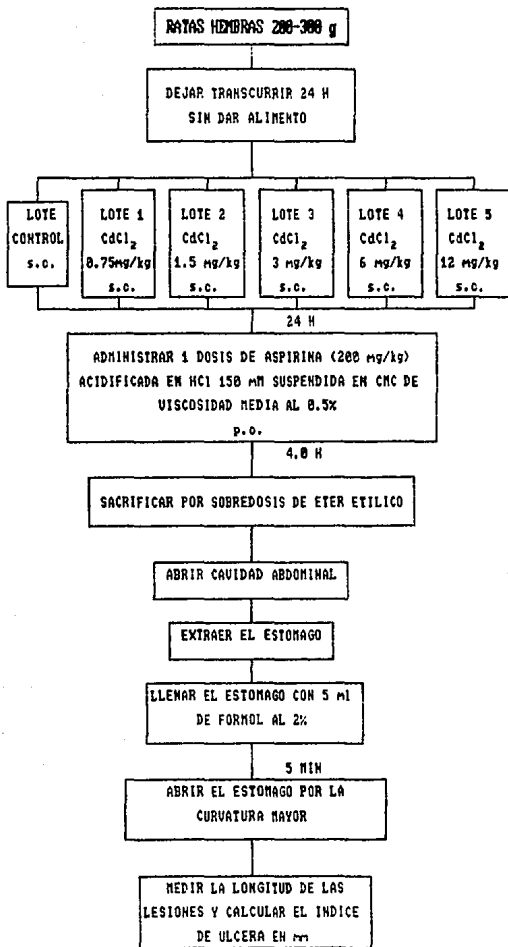 RATAS HEMBRAS 200-300 g
DEJAR TRANSCURRIR 24 H
SIN DAR ALIMENTO
LOTE
CONTROL
s.c.
LOTE 1
CdCl2
0.75mg/kg
s.c.
LOTE 2
CdCl2
1.5 mg/kg
s.c.
LOTE 3
CdCl2
3 mg/kg
s.c.
LOTE 4
CdCl2
6 mg/kg
s.c.
LOTE 5
CdCl2
12 mg/kg
s.c.
24 H
ADMINISTRAR 1 DOSIS DE ASPIRINA (200 mg/kg)
ACIDIFICADA EN HCl 150 mM SUSPENDIDA EN CMC DE
VISCOSIDAD MEDIA AL 0.5%
p.o.
4.0 H
SACRIFICAR POR SOBREDOSIS DE ETER ETILICO
ABRIR CAVIDAD ABDOMINAL
EXTRAER EL ESTOMAGO
LLENAR EL ESTOMAGO CON 5 ml
DE FORMOL AL 2%
5 MIN
ABRIR EL ESTOMAGO POR LA
CURVATURA MAYOR
MEDIR LA LONGITUD DE LAS
LESIONES Y CALCULAR EL INDICE
DE ULCERA EN mm